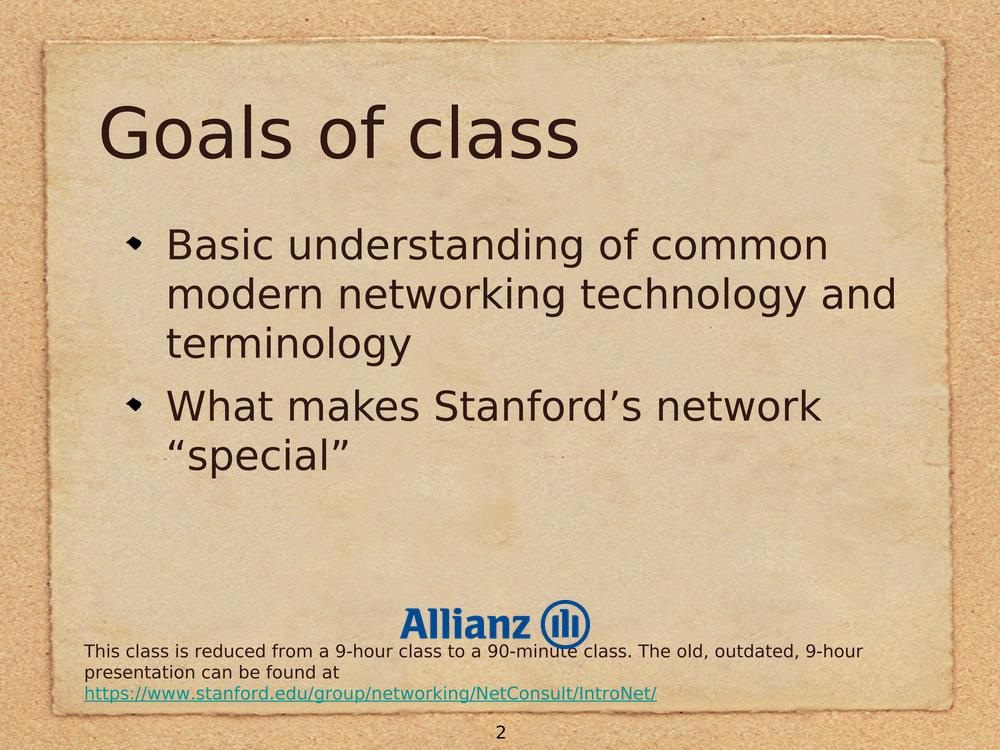 Goals of class
Basic understanding of common
modern networking technology and
terminology
What makes Stanford’s network
“special”
Allianz
This class is reduced from a 9-hour class to a 90-minute class. The old, outdated, 9-hour
presentation can be found at
https://www.stanford.edu/group/networking/NetConsult/IntroNet/
2